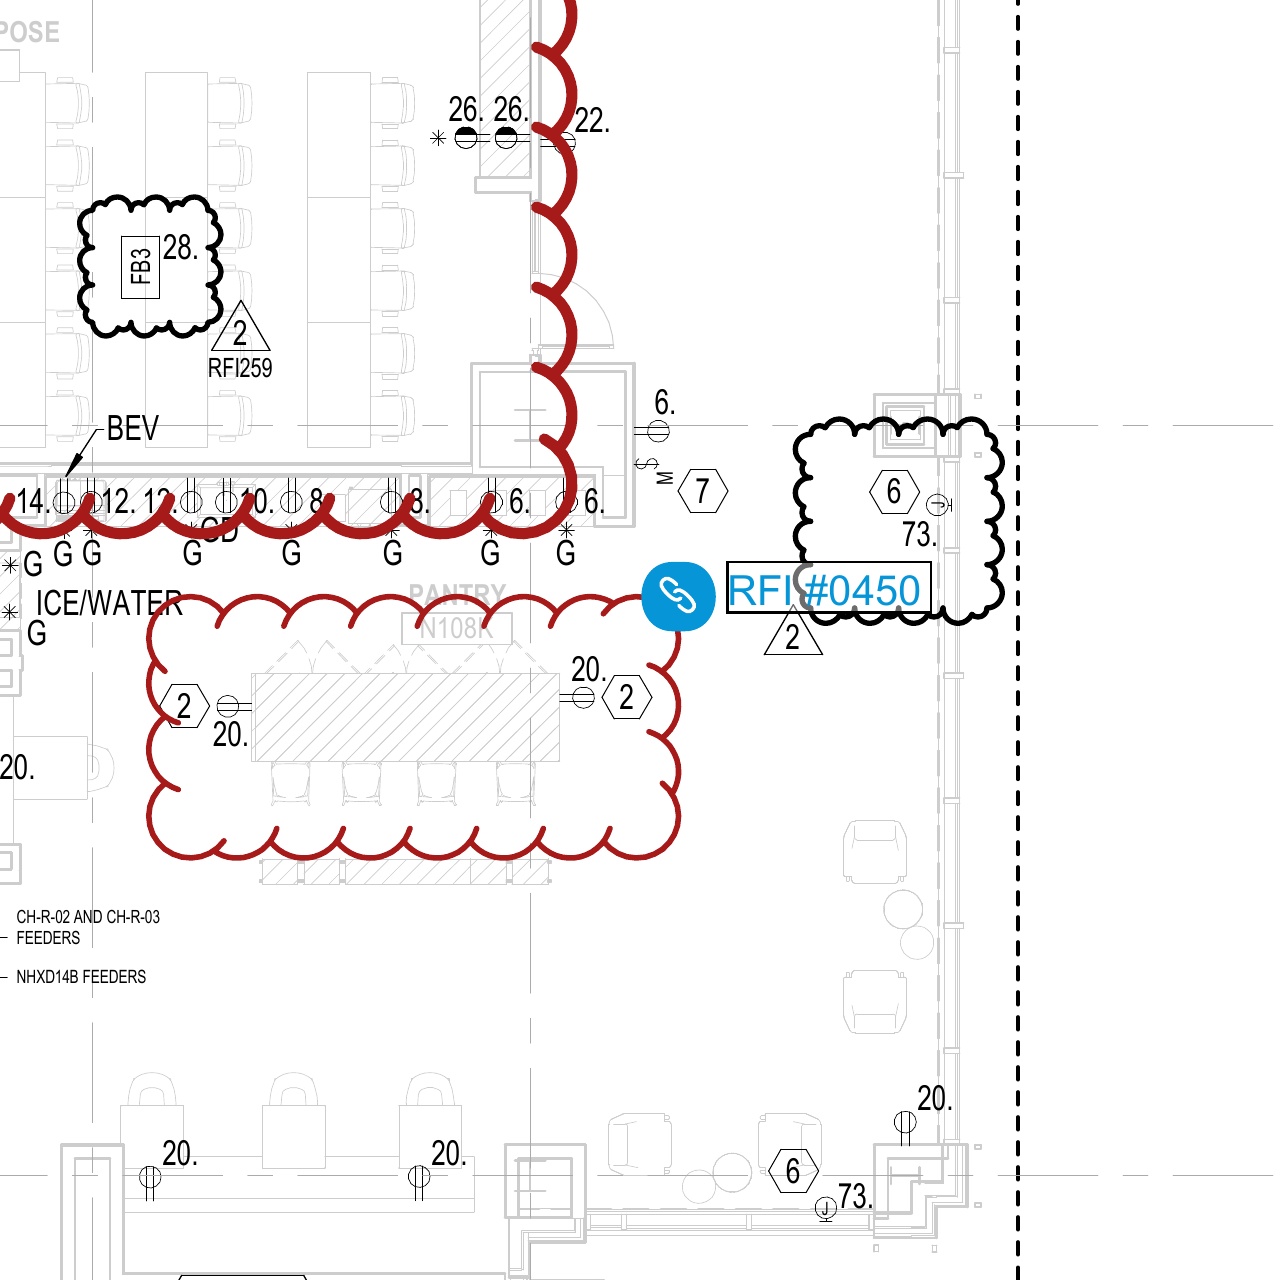 POSE
26. 26.
22.
FB3
28.
2
RFI259
BEV
6.
S
M
7
6
J
73.
14.
12.
12.
10.
8.
8.
6.
6.
CD
G
G
G
G
G
G
G
G
ICE/WATER
G
PANTRY
N108K
RFI #0450
2
2
20.
20.
2
20.
CH-R-02 AND CH-R-03
FEEDERS
NHXD14B FEEDERS
20.
20.
20.
6
J
73.